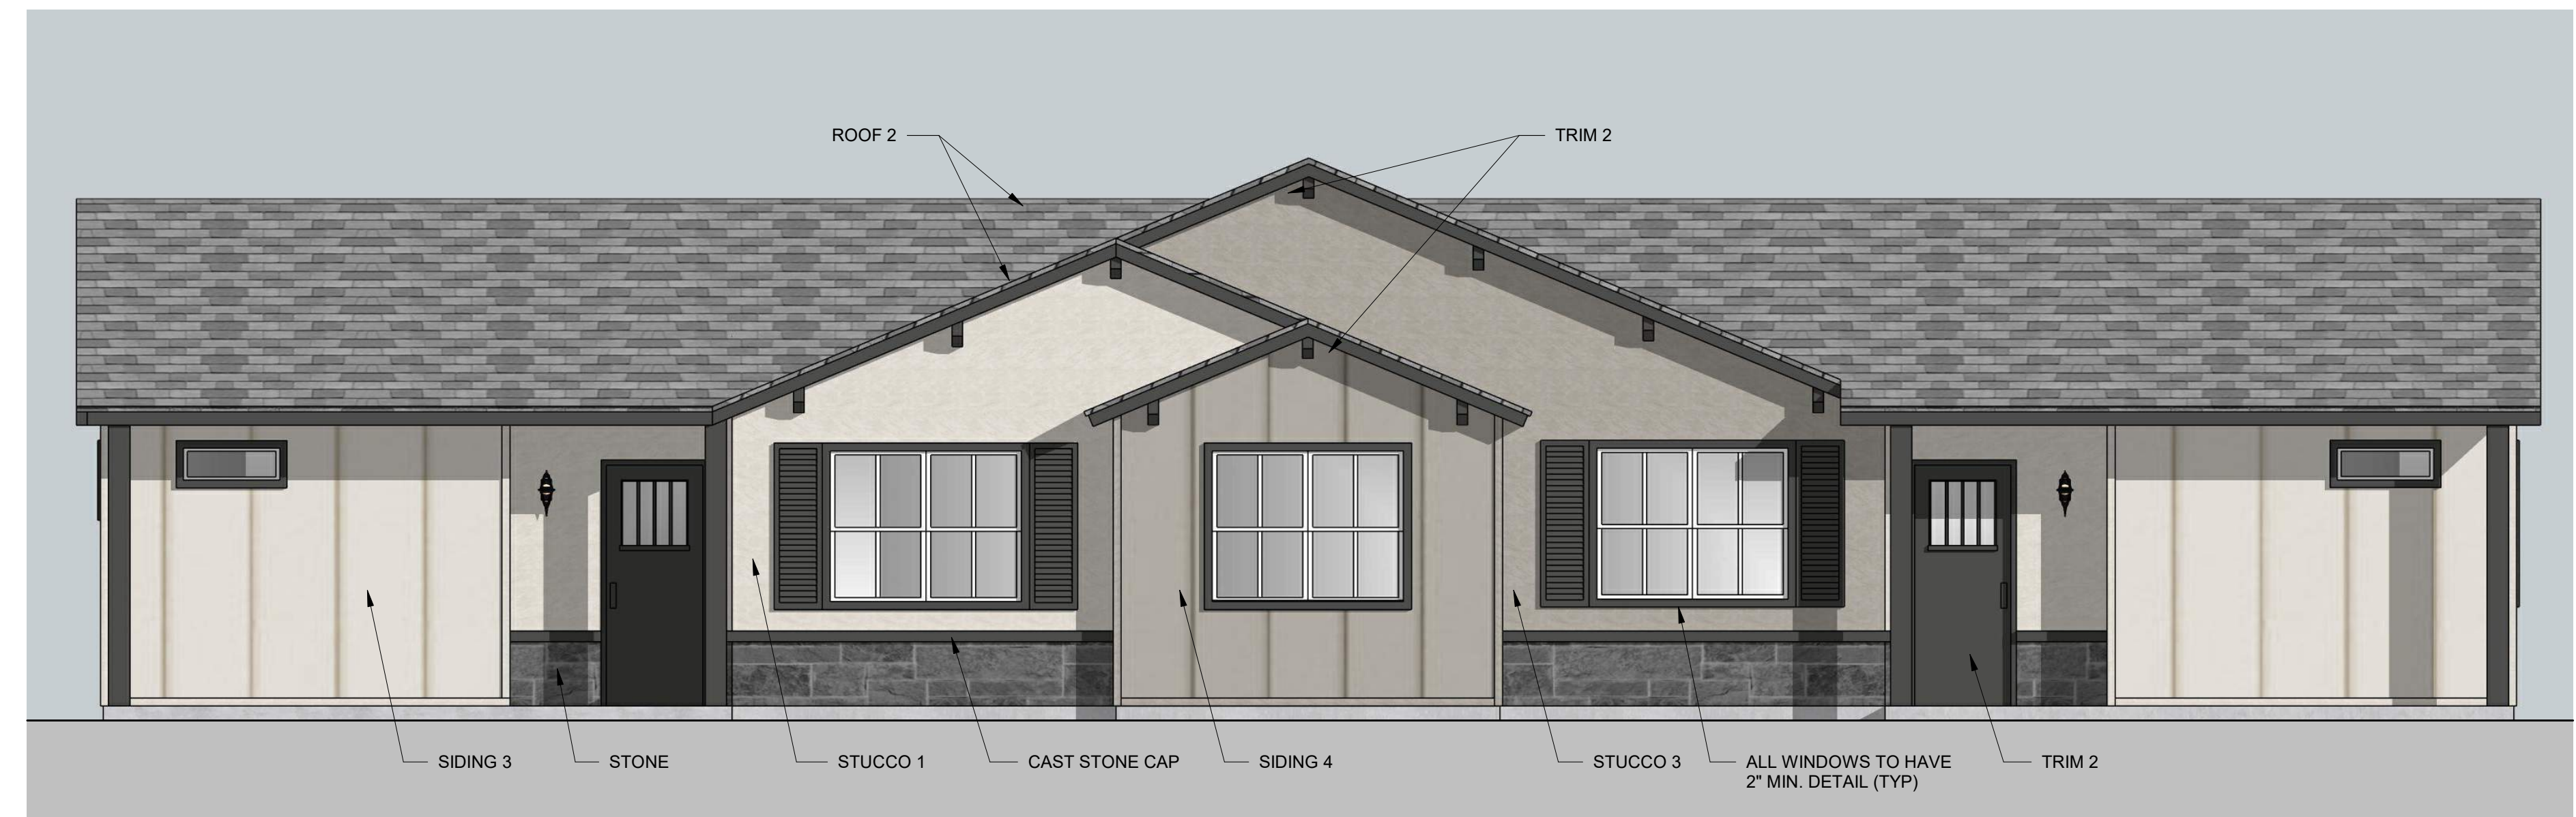 ROOF 2
TRIM 2
SIDING 3
STONE
STUCCO 1
CAST STONE CAP
SIDING 4
STUCCO 3
ALL WINDOWS TO HAVE
2" MIN. DETAIL (TYP)
TRIM 2